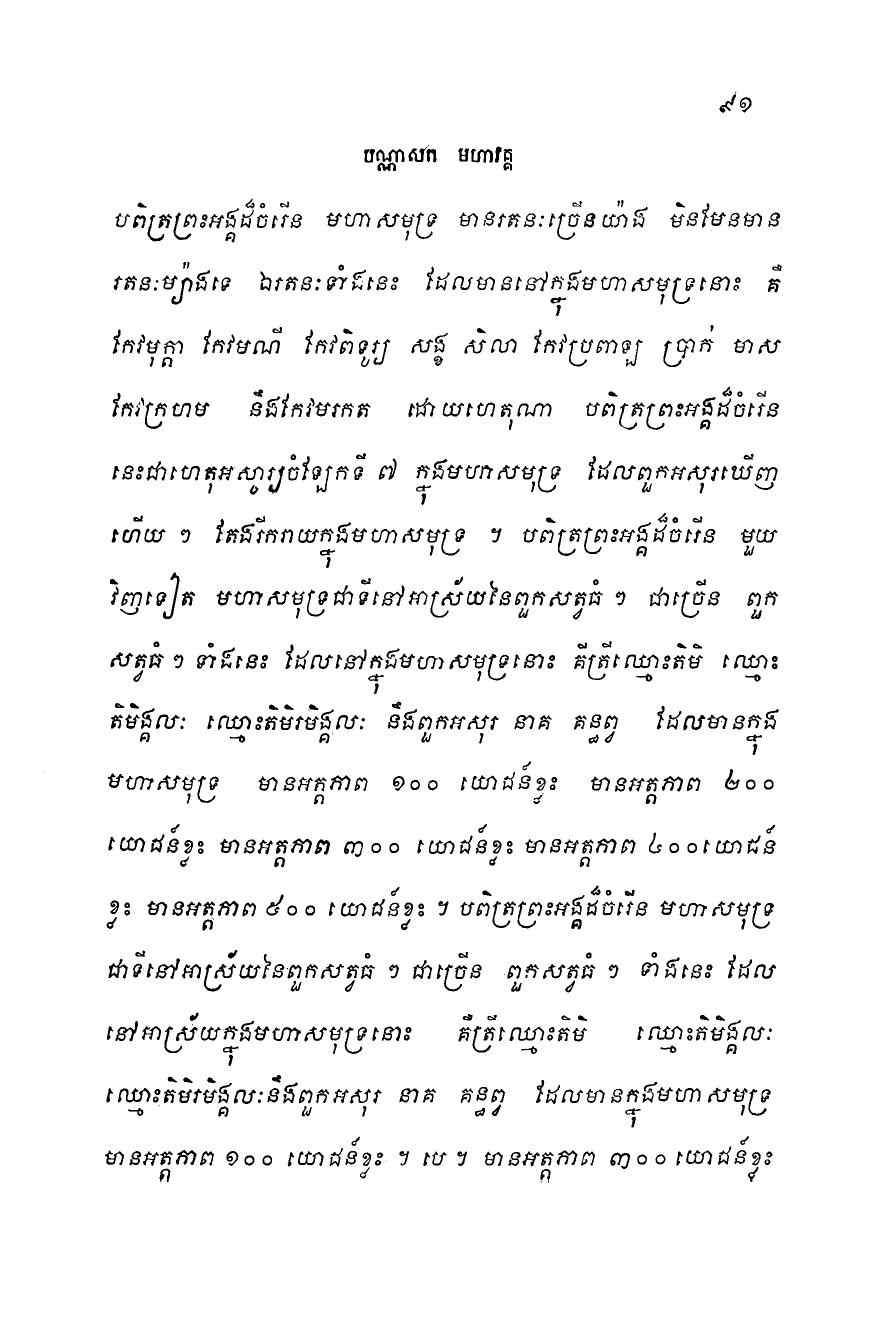 ៩១
បណ្ណាសក មហាវគ្គ
បពិត្រព្រះអង្គដ៏ចំរើន មហាសមុទ្រ មានរតនៈច្រើនយ៉ាង មិនមែនមាន
រតនៈម្យ៉ាងទេ ឯរតនៈទាំងនេះ ដែលមាននៅក្នុងមហាសមុទ្រនោះ គឺ
កែវមុក្តា កែវមណី កែវពិទូរ្យ សង្ខ សិលា កែវប្រពាឡ ប្រាក់ មាស
កែវក្រហម នឹងកែវមរកត ដោយហេតុណា បពិត្រព្រះអង្គដ៏ចំរើន
នេះជាហេតុអស្ចារ្យចំឡែកទី ៧ ក្នុងមហាសមុទ្រ ដែលពួកអសុរឃើញ
ហើយ ៗ តែងរីករាយក្នុងមហាសមុទ្រ ។ បពិត្រព្រះអង្គដ៏ចំរើន មួយ
វិញទៀត មហាសមុទ្រជាទីនៅអាស្រ័យនៃពួកសត្វធំ ៗ ជាច្រើន ពួក
សត្វធំ ៗ ទាំងនេះ ដែលនៅក្នុងមហាសមុទ្រនោះ គឺត្រីឈ្មោះតិមិ ឈ្មោះ
តិមិង្គលៈ ឈ្មោះតិមិរមិង្គលៈ នឹងពួកអសុរ នាគ គន្ធព្វ ដែលមានក្នុង
មហាសមុទ្រ មានអត្តភាព ១០០ យោជន៍ខ្លះ មានអត្តភាព ២០០
យោជន៍ខ្លះ មានអត្តភាព ៣០០ យោជន៍ខ្លះ មានអត្តភាព ៤០០យោជន៍
ខ្លះ មានអត្តភាព ៥០០ យោជន៍ខ្លះ ។ បពិត្រព្រះអង្គដ៏ចំរើន មហាសមុទ្រ
ជាទីនៅអាស្រ័យនៃពួកសត្វធំ ៗ ជាច្រើន ពួកសត្វធំ ៗ ទាំងនេះ ដែល
នៅអាស្រ័យក្នុងមហាសមុទ្រនោះ គឺត្រីឈ្មោះតិមិ ឈ្មោះតិមិង្គលៈ
ឈ្មោះតិមិរមិង្គលៈនឹងពួកអសុរ នាគ គន្ធព្វ ដែលមានក្នុងមហាសមុទ្រ
មានអត្តភាព ១០០ យោជន៍ខ្លះ ។ បេ ។ មានអត្តភាព ៣០០យោជន៍ខ្លះ